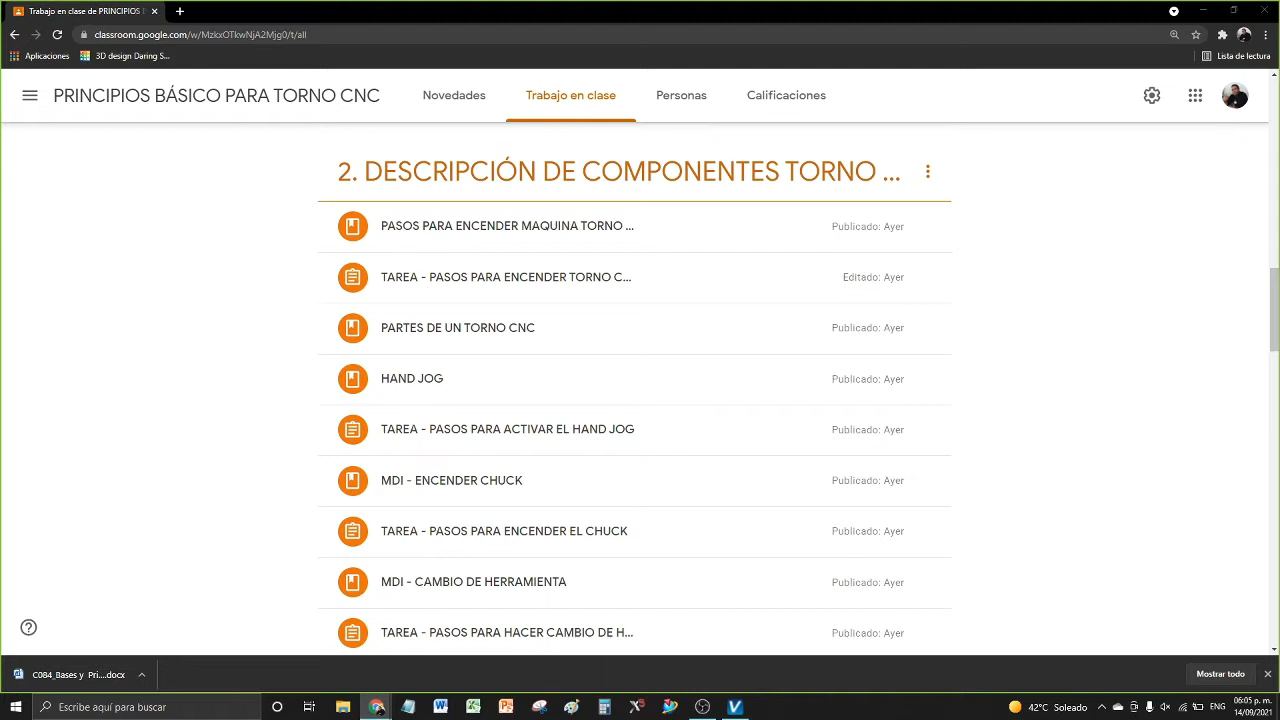 Trabajo en clase de PRINCIPIOS
classroom.google.com/w/MzkxOTkwNjA2Mjg0/t/all
Aplicaciones
3D design Daring S...
Lista de lectura
PRINCIPIOS BÁSICO PARA TORNO CNC
Novedades
Trabajo en clase
Personas
Calificaciones
2. DESCRIPCIÓN DE COMPONENTES TORNO ...
PASOS PARA ENCENDER MAQUINA TORNO ...
Publicado: Ayer
TAREA - PASOS PARA ENCENDER TORNO C...
Editado: Ayer
PARTES DE UN TORNO CNC
Publicado: Ayer
HAND JOG
Publicado: Ayer
TAREA - PASOS PARA ACTIVAR EL HAND JOG
Publicado: Ayer
MDI - ENCENDER CHUCK
Publicado: Ayer
TAREA - PASOS PARA ENCENDER EL CHUCK
Publicado: Ayer
MDI - CAMBIO DE HERRAMIENTA
Publicado: Ayer
TAREA - PASOS PARA HACER CAMBIO DE H...
Publicado: Ayer
C0B4_Bases y Pri....docx
Mostrar todo
Escribe aquí para buscar
42°C Soleado
ENG
06:05 p. m.
14/09/2021